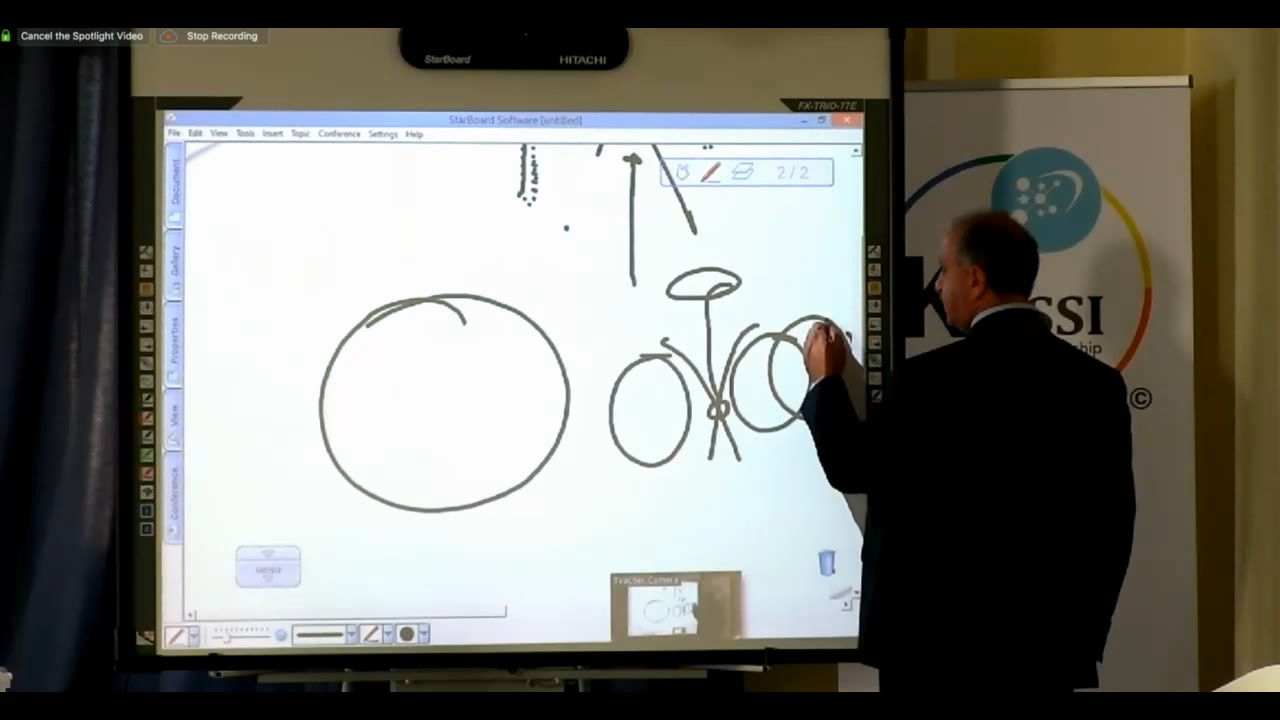 Cancel the Spotlight Video
Stop Recording
StarBoard
HITACHI
FX-TRIO-77E
StarBoard Software [untitled]
File Edit View Tools Insert Topic Conference Settings Help
2/2
Document
Gallery
Properties
View
Conference
MENU
Teacher Camera
K SSI
ship
©